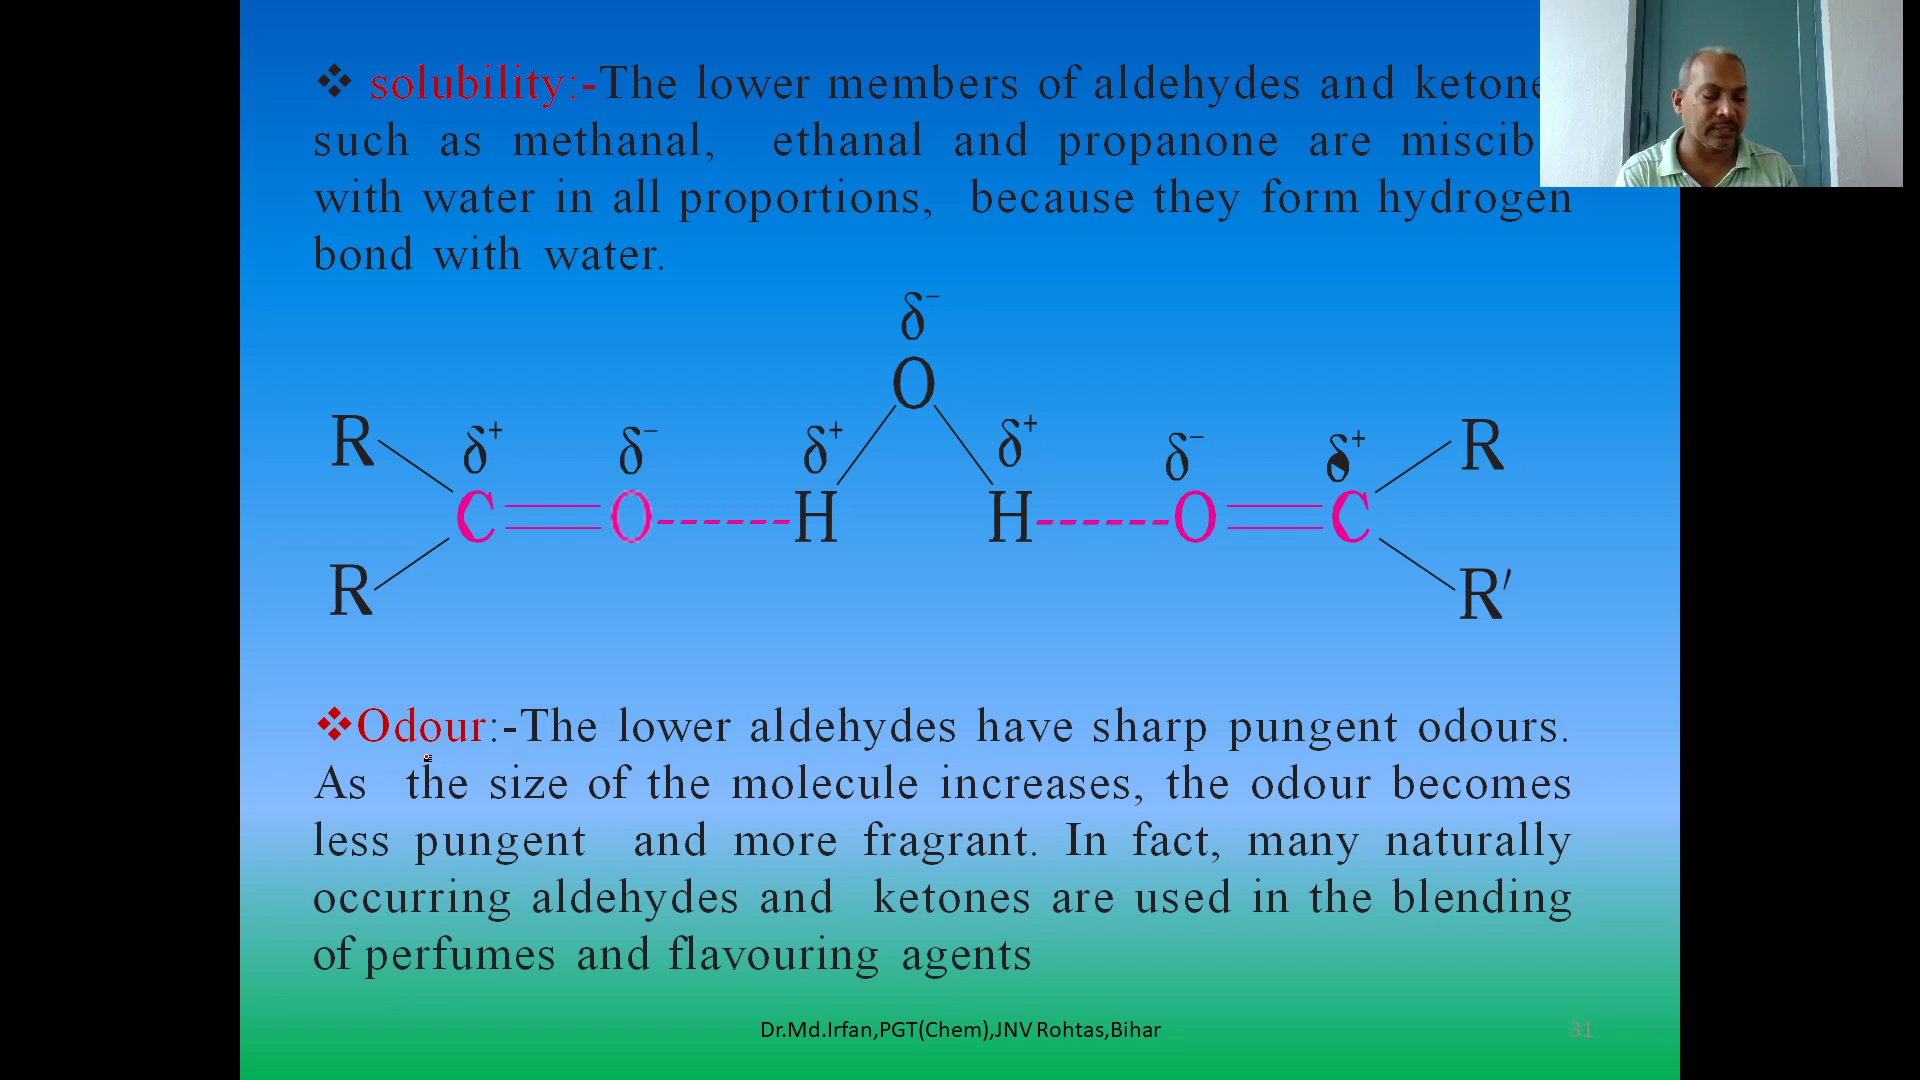 ❖ solubility:-The lower members of aldehydes and ketone
such as methanal, ethanal and propanone are miscib
with water in all proportions, because they form hydrogen
bond with water.
δ⁻
O
R δ⁺ δ⁻ δ⁺ δ⁺ δ⁻ δ⁺ R
C O H H O C
R R′
❖Odour:-The lower aldehydes have sharp pungent odours.
As the size of the molecule increases, the odour becomes
less pungent and more fragrant. In fact, many naturally
occurring aldehydes and ketones are used in the blending
of perfumes and flavouring agents
Dr.Md.Irfan,PGT(Chem),JNV Rohtas,Bihar 31